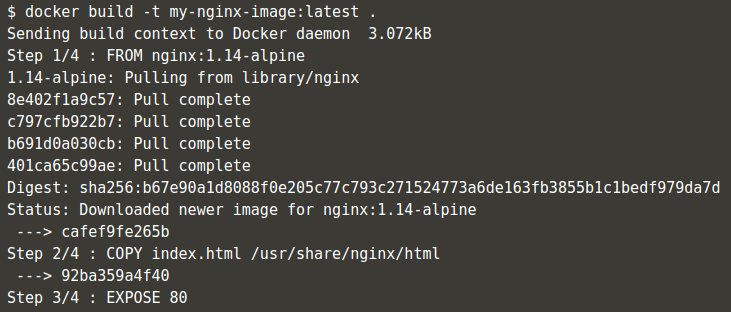 $ docker build -t my-nginx-image:latest .
Sending build context to Docker daemon  3.072kB
Step 1/4 : FROM nginx:1.14-alpine
1.14-alpine: Pulling from library/nginx
8e402f1a9c57: Pull complete
c797cfb922b7: Pull complete
b691d0a030cb: Pull complete
401ca65c99ae: Pull complete
Digest: sha256:b67e90a1d8088f0e205c77c793c271524773a6de163fb3855b1c1bedf979da7d
Status: Downloaded newer image for nginx:1.14-alpine
 ---> cafef9fe265b
Step 2/4 : COPY index.html /usr/share/nginx/html
 ---> 92ba359a4f40
Step 3/4 : EXPOSE 80